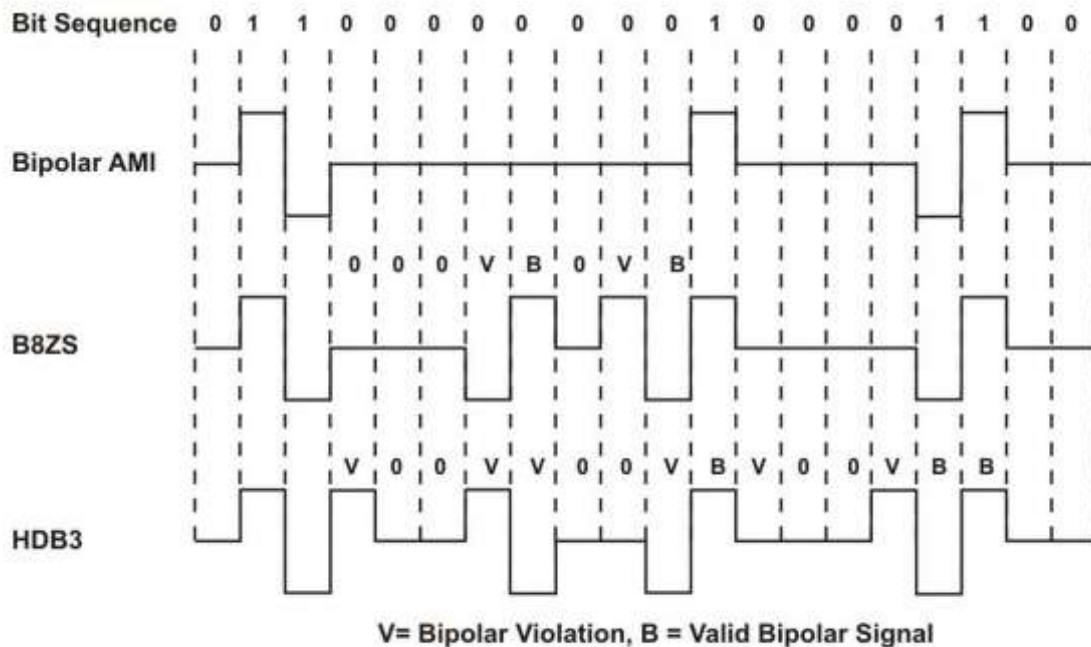 Bit Sequence 0 1 1 0 0 0 0 0 0 0 0 1 0 0 0 0 1 1 0 0
Bipolar AMI
0 0 0 V B 0 V B
B8ZS
V 0 0 V V 0 0 V B V 0 0 V B B
HDB3
V= Bipolar Violation, B = Valid Bipolar Signal